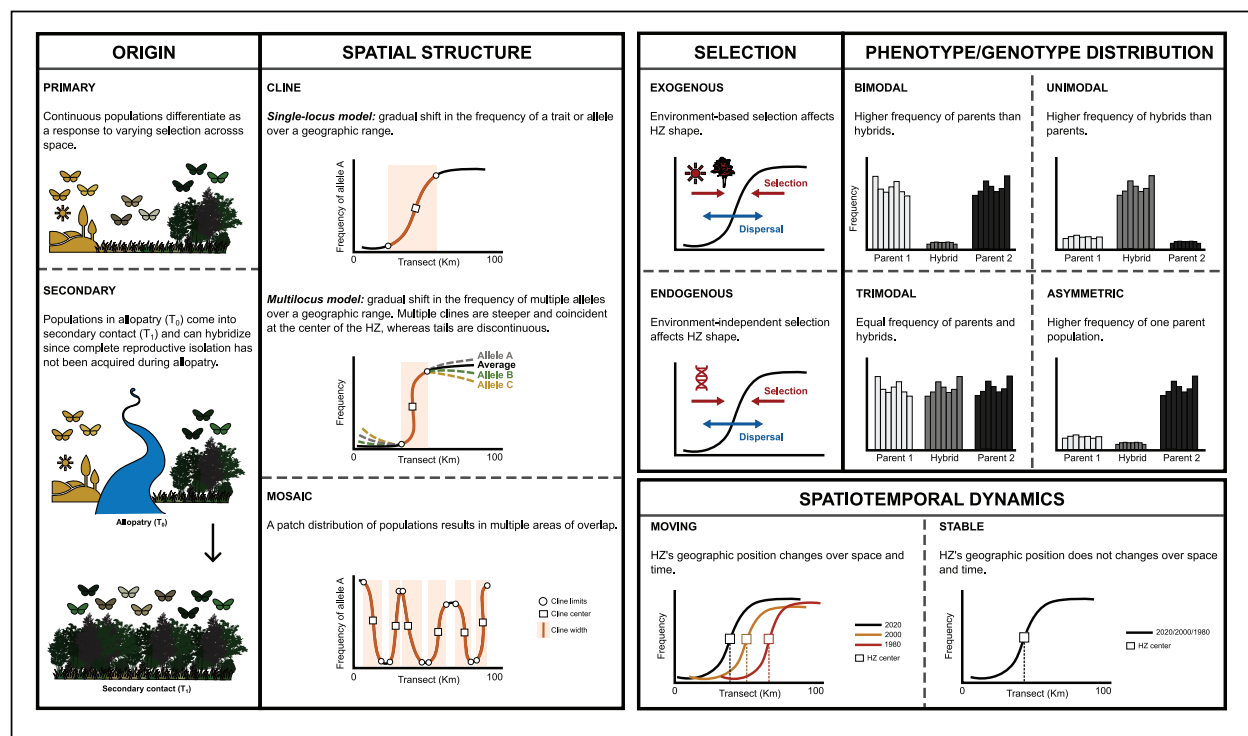 ORIGIN
PRIMARY
Continuous populations differentiate as
a response to varying selection acrosss
space.
SECONDARY
Populations in allopatry (T0) come into
secondary contact (T1) and can hybridize
since complete reproductive isolation has
not been acquired during allopatry.
Allopatry (T0)
Secondary contact (T1)
SPATIAL STRUCTURE
CLINE
Single-locus model: gradual shift in the frequency of a trait or allele
over a geographic range.
Frequency of allele A
0
Transect (Km)
100
Multilocus model: gradual shift in the frequency of multiple alleles
over a geographic range. Multiple clines are steeper and coincident
at the center of the HZ, whereas tails are discontinuous.
Allele A
Average
Allele B
Allele C
Frequency
0
Transect (Km)
100
MOSAIC
A patch distribution of populations results in multiple areas of overlap.
Frequency of allele A
Cline limits
Cline center
Cline width
0
Transect (Km)
100
SELECTION
EXOGENOUS
Environment-based selection affects
HZ shape.
Selection
Dispersal
ENDOGENOUS
Environment-independent selection
affects HZ shape.
Selection
Dispersal
PHENOTYPE/GENOTYPE DISTRIBUTION
BIMODAL
Higher frequency of parents than
hybrids.
Frequency
Parent 1
Hybrid
Parent 2
UNIMODAL
Higher frequency of hybrids than
parents.
Parent 1
Hybrid
Parent 2
TRIMODAL
Equal frequency of parents and
hybrids.
Parent 1
Hybrid
Parent 2
ASYMMETRIC
Higher frequency of one parent
population.
Parent 1
Hybrid
Parent 2
SPATIOTEMPORAL DYNAMICS
MOVING
HZ's geographic position changes over space and
time.
Frequency
2020
2000
1980
HZ center
0
Transect (Km)
100
STABLE
HZ's geographic position does not changes over space
and time.
Frequency
2020/2000/1980
HZ center
0
Transect (Km)
100